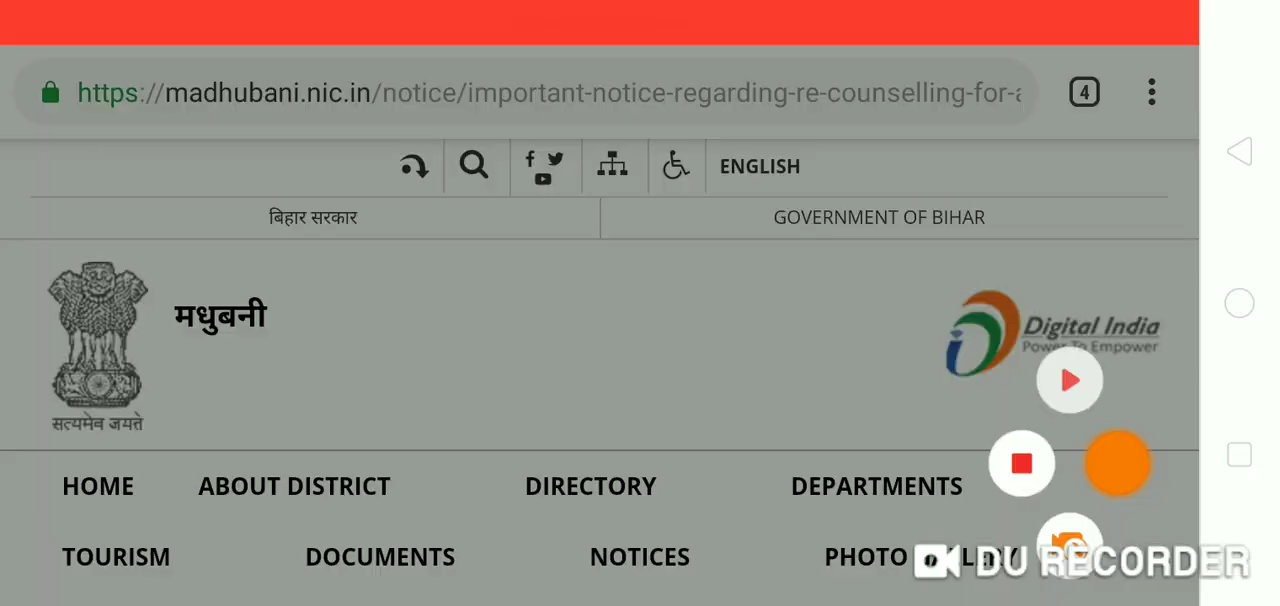 https://madhubani.nic.in/notice/important-notice-regarding-re-counselling-for-a
4
ENGLISH
बिहार सरकार
GOVERNMENT OF BIHAR
मधुबनी
सत्यमेव जयते
Digital India
Power To Empower
HOME ABOUT DISTRICT DIRECTORY DEPARTMENTS
TOURISM DOCUMENTS NOTICES PHOTO
DU RECORDER